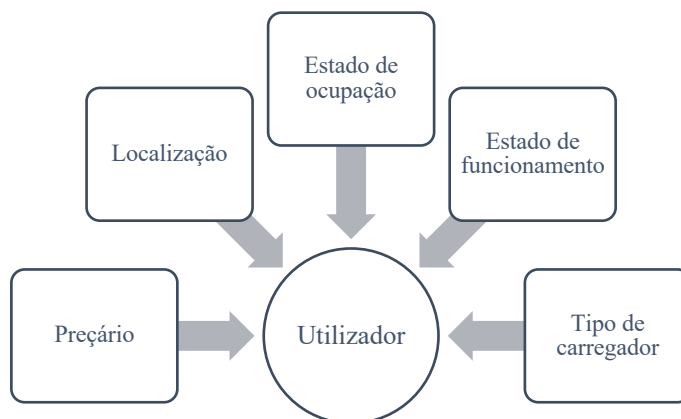 Estado de
ocupação
Localização
Estado de
funcionamento
Preçário
Utilizador
Tipo de
carregador